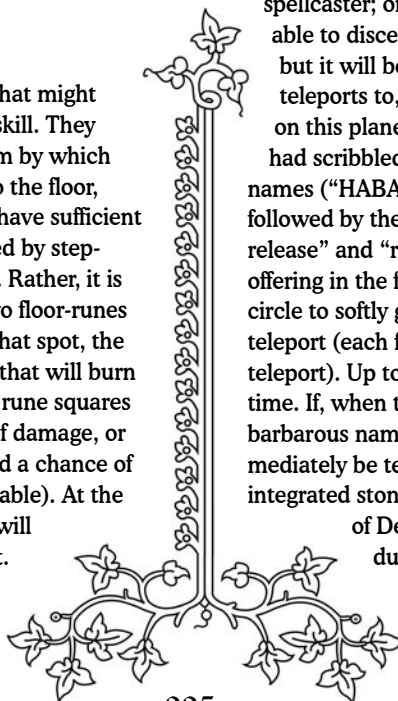 hat might
skill. They
m by which
o the floor,
have sufficient
ed by step-
. Rather, it is
vo floor-runes
hat spot, the
that will burn
rune squares
f damage, or
d a chance of
able). At the
will
t.
spellcaster; or
able to disce
but it will be
teleports to,
on this plane
had scribbled
names (“HABA
followed by the
release” and “r
offering in the f
circle to softly g
teleport (each f
teleport). Up to
time. If, when t
barbarous nam
mediately be te
integrated ston
of De
du